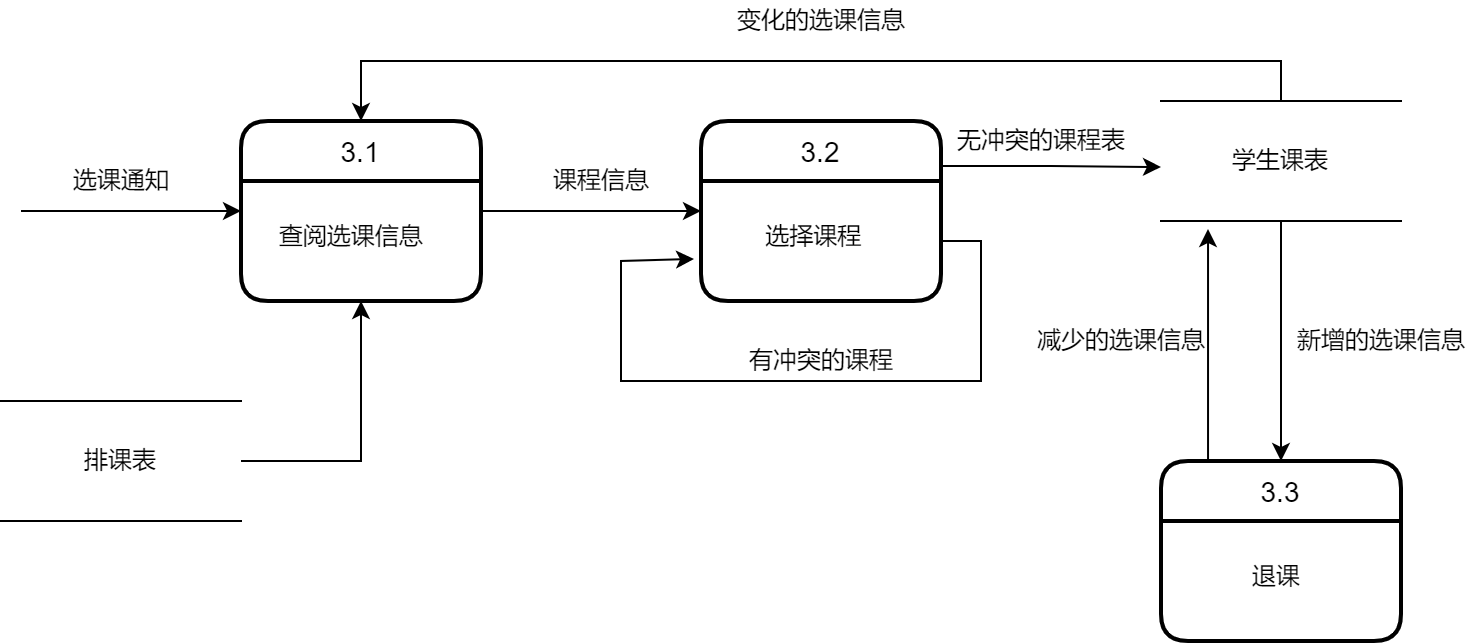 变化的选课信息
3.1
3.2
无冲突的课程表
学生课表
选课通知
课程信息
查阅选课信息
选择课程
减少的选课信息
新增的选课信息
有冲突的课程
排课表
3.3
退课